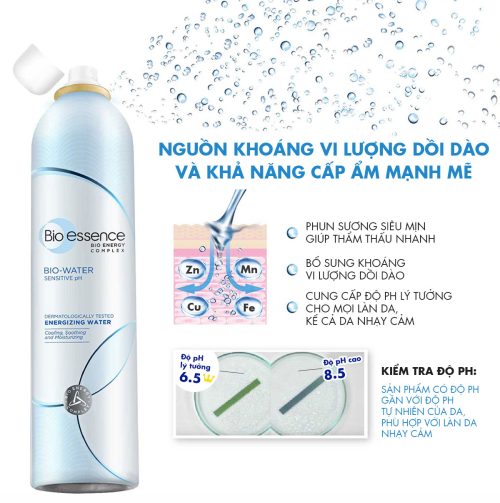 NGUỒN KHOÁNG VI LƯỢNG DỒI DÀO
VÀ KHẢ NĂNG CẤP ẨM MẠNH MẼ
Bio essence
BIO ENERGY
COMPLEX
BIO-WATER
SENSITIVE pH
DERMATOLOGICALLY TESTED
ENERGIZING WATER
Cooling, Soothing
and Moisturizing
Zn
Mn
Cu
Fe
PHUN SƯƠNG SIÊU MỊN
GIÚP THẨM THẤU NHANH
BỔ SUNG KHOÁNG
VI LƯỢNG DỒI DÀO
CUNG CẤP ĐỘ PH LÝ TƯỞNG
CHO MỌI LÀN DA,
KỂ CẢ DA NHẠY CẢM
Độ pH
lý tưởng
6.5
Độ pH cao
8.5
KIỂM TRA ĐỘ PH:
SẢN PHẨM CÓ ĐỘ PH
GẦN VỚI ĐỘ PH
TỰ NHIÊN CỦA DA,
PHÙ HỢP VỚI LÀN DA
NHẠY CẢM